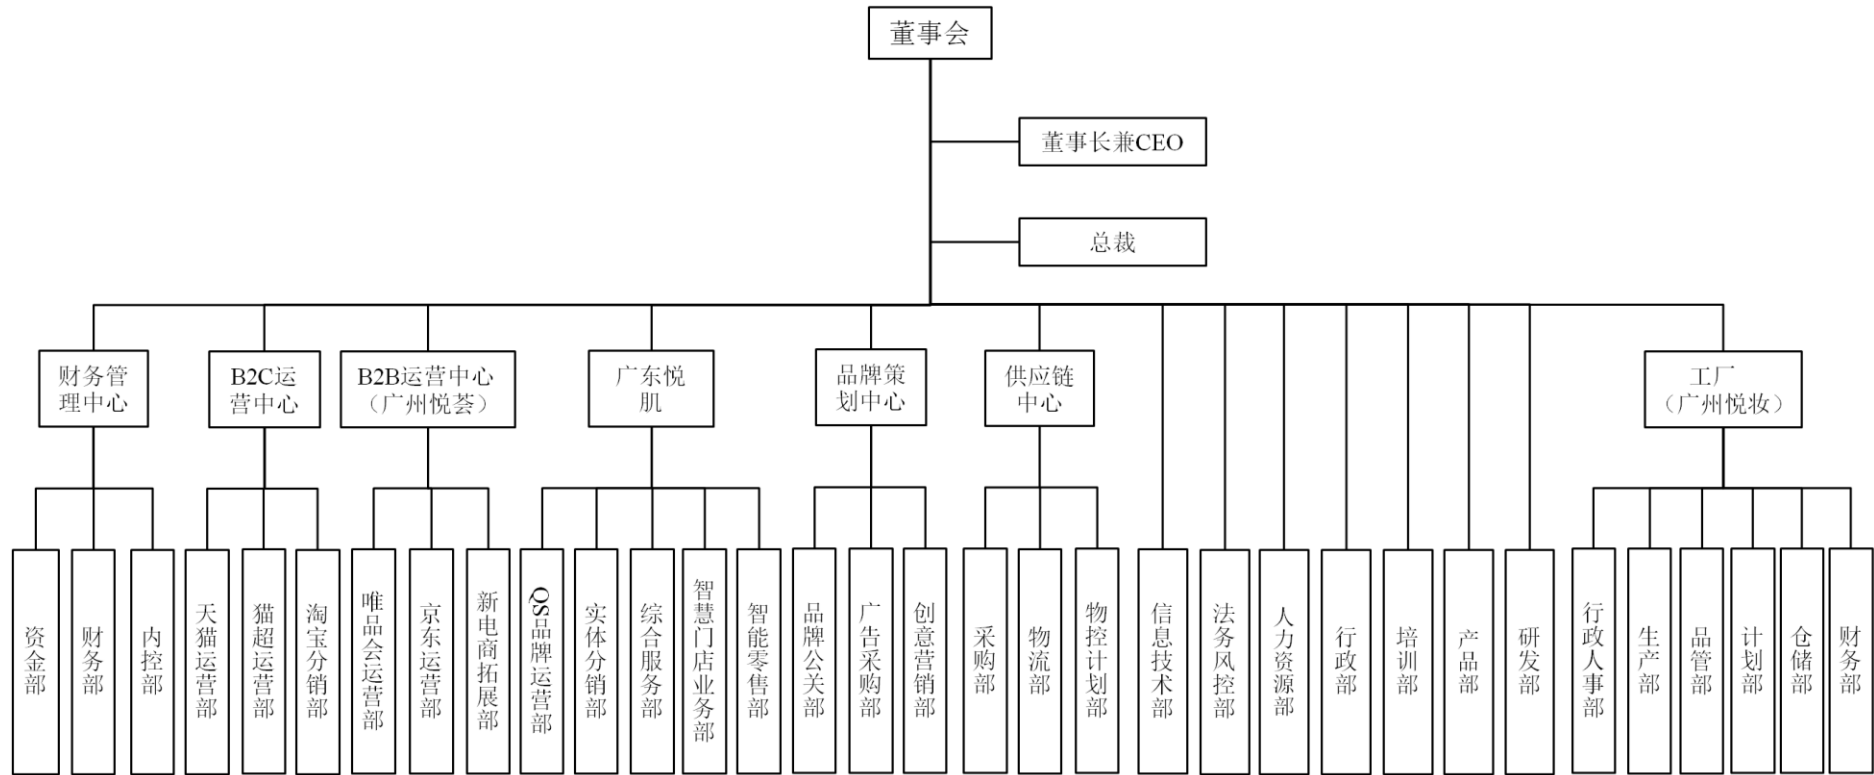 董事会
董事长兼CEO
总裁
财务管
理中心
B2C运
营中心
B2B运营中心
（广州悦荟）
广东悦
肌
品牌策
划中心
供应链
中心
工厂
（广州悦妆）
资金部
财务部
内控部
天猫运营部
猫超运营部
淘宝分销部
唯品会运营部
京东运营部
新电商拓展部
QS品牌运营部
实体分销部
综合服务部
智慧门店业务部
智能零售部
品牌公关部
广告采购部
创意营销部
采购部
物流部
物控计划部
信息技术部
法务风控部
人力资源部
行政部
培训部
产品部
研发部
行政人事部
生产部
品管部
计划部
仓储部
财务部